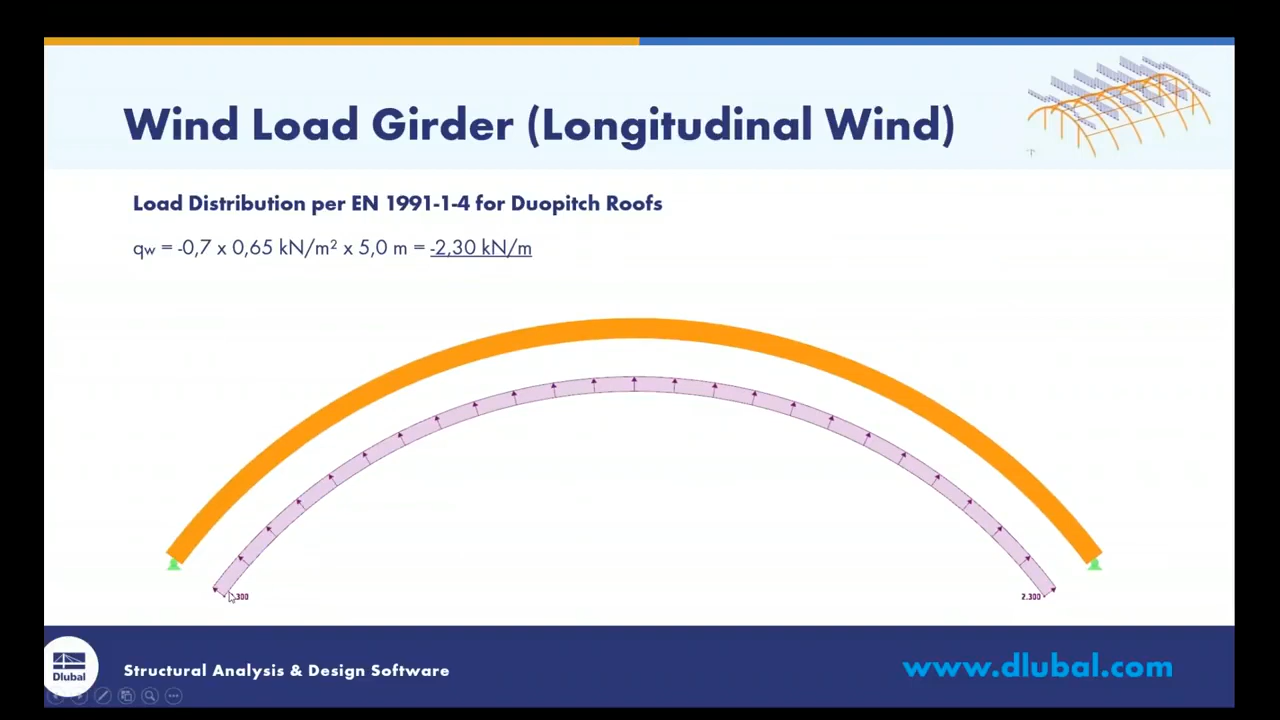 Wind Load Girder (Longitudinal Wind)
Load Distribution per EN 1991-1-4 for Duopitch Roofs
qw = -0,7 x 0,65 kN/m² x 5,0 m = -2,30 kN/m
300
2.300
Dlubal
Structural Analysis & Design Software
www.dlubal.com